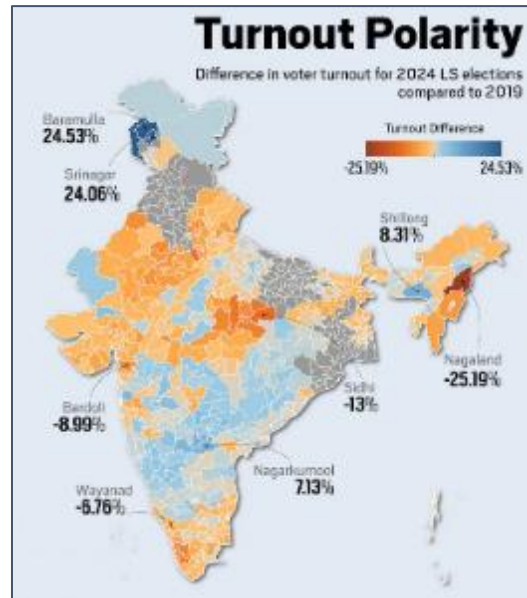 Turnout Polarity
Difference in voter turnout for 2024 LS elections
compared to 2019
Turnout Difference
-25.19%
24.53%
Baramulla
24.53%
Srinagar
24.06%
Shillong
8.31%
Nagaland
-25.19%
Sidhi
-13%
Bardoli
-8.99%
Nagarkurnool
7.13%
Wayanad
-6.76%